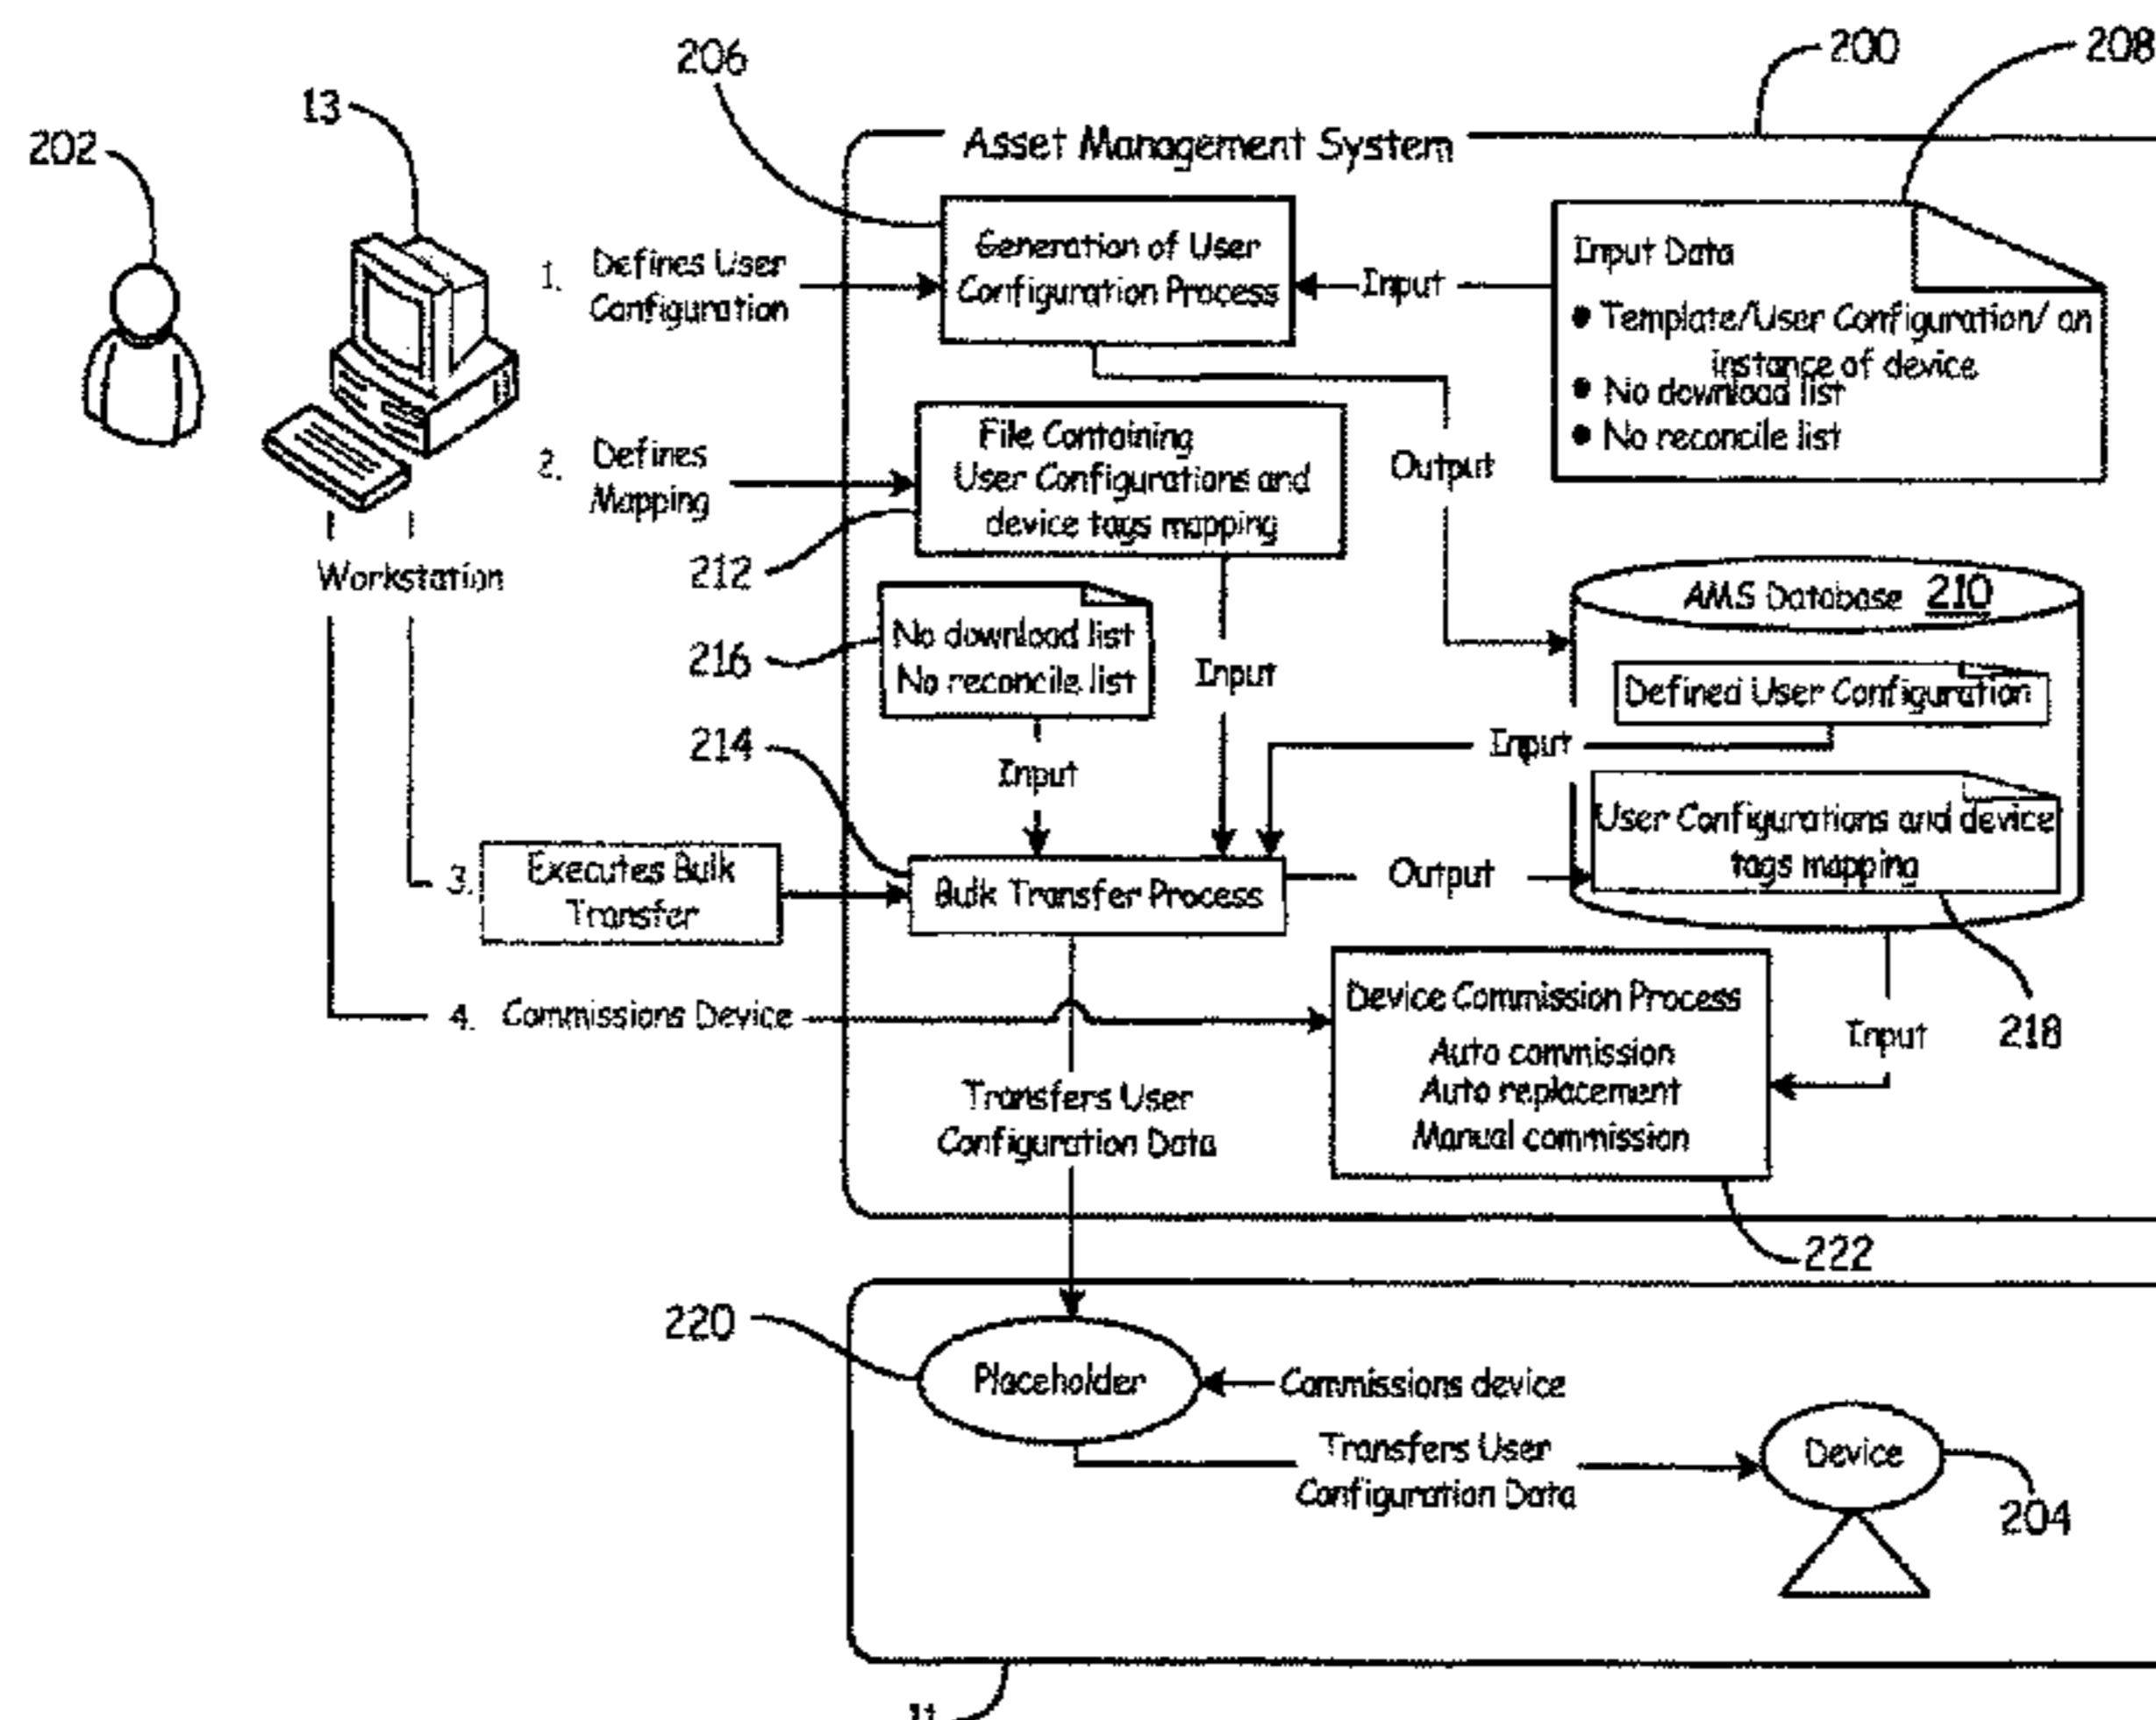 206
200
208
13
202
Asset Management System
1. Defines User
Configuration
Generation of User
Configuration Process
Input
Input Data
● Template/User Configuration/ an
instance of device
● No download list
● No reconcile list
2. Defines
Mapping
File Containing
User Configurations and
device tags mapping
Output
212
Workstation
AMS Database 210
216
No download list
No reconcile list
Input
Defined User Configuration
214
Input
Input
User Configurations and device
tags mapping
3. Executes Bulk
Transfer
Bulk Transfer Process
Output
4. Commissions Device
Device Commission Process
Auto commission
Auto replacement
Manual commission
Input
218
Transfers User
Configuration Data
222
220
Placeholder
Commissions device
Transfers User
Configuration Data
Device
204